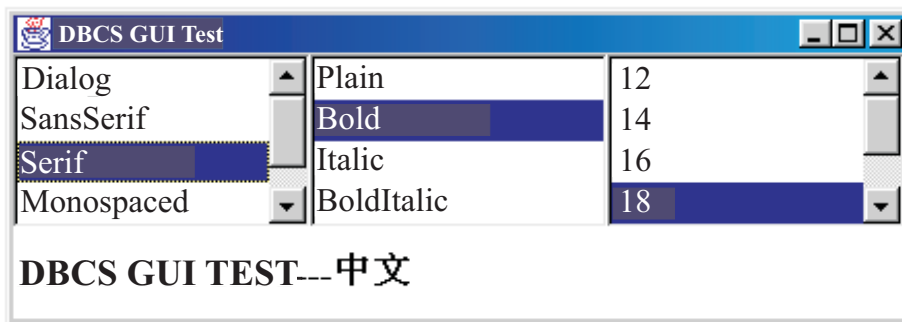 DBCS GUI Test
Dialog
SansSerif
Serif
Monospaced
Plain
Bold
Italic
BoldItalic
12
14
16
18
DBCS GUI TEST---中文